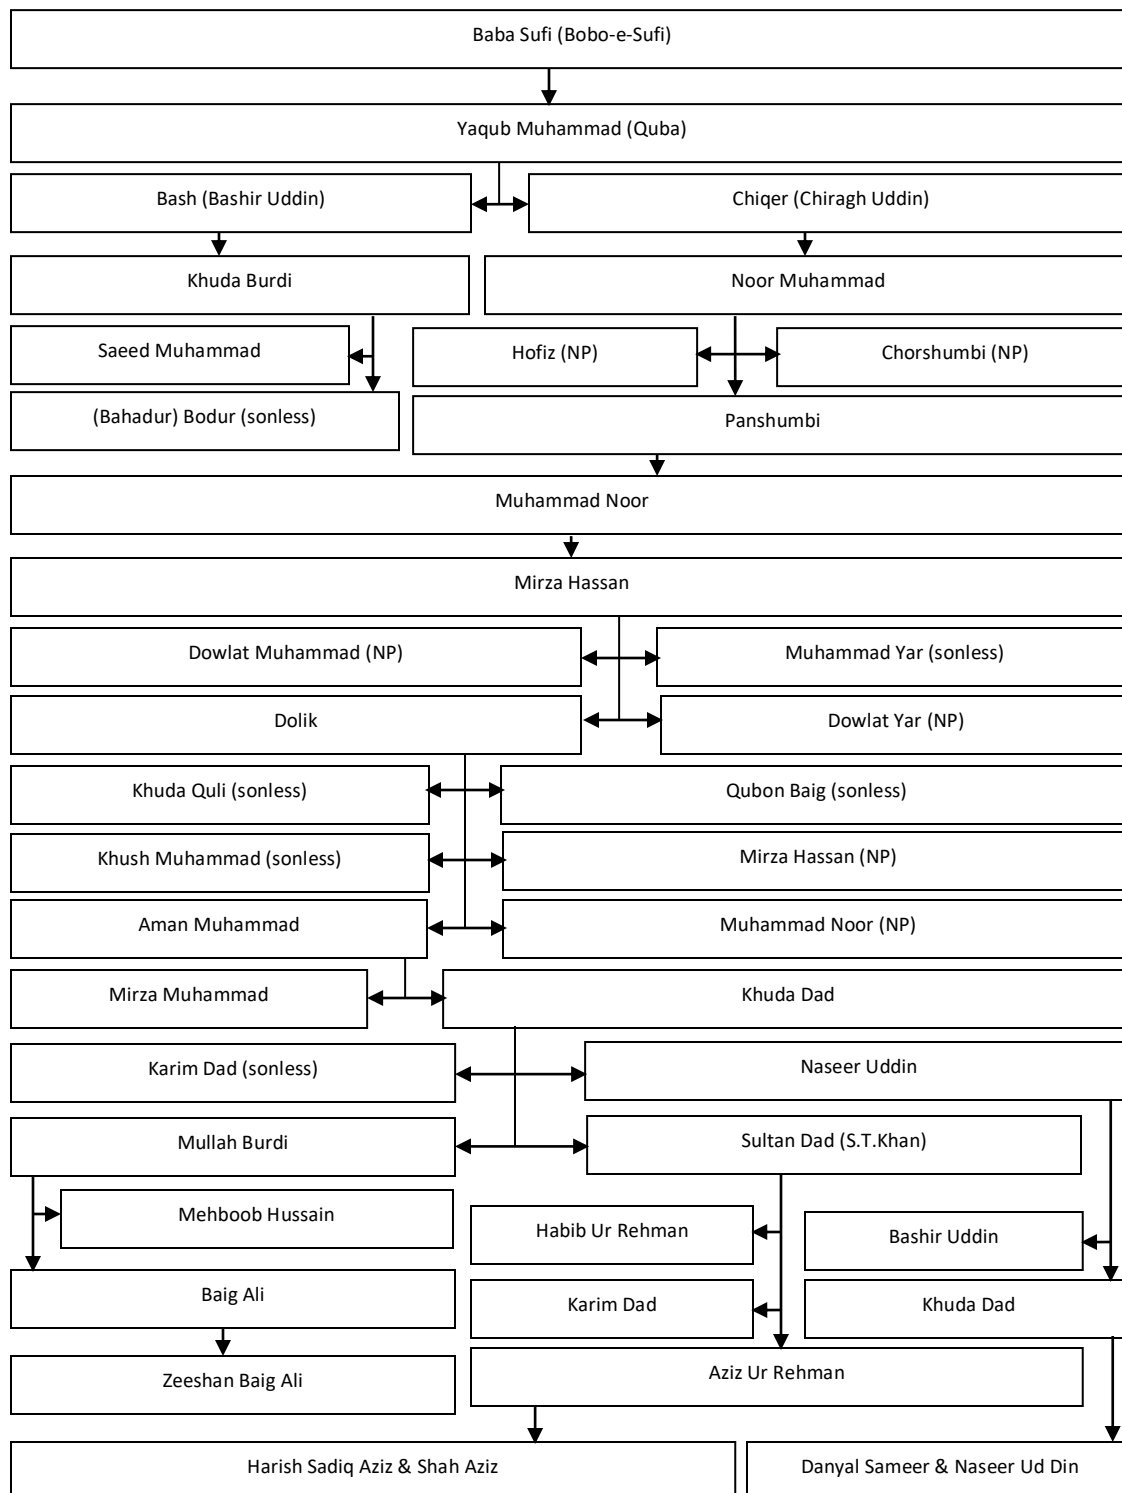 Baba Sufi (Bobo-e-Sufi)
Yaqub Muhammad (Quba)
Bash (Bashir Uddin)
Chiqer (Chiragh Uddin)
Khuda Burdi
Noor Muhammad
Saeed Muhammad
Hofiz (NP)
Chorshumbi (NP)
(Bahadur) Bodur (sonless)
Panshumbi
Muhammad Noor
Mirza Hassan
Dowlat Muhammad (NP)
Muhammad Yar (sonless)
Dolik
Dowlat Yar (NP)
Khuda Quli (sonless)
Qubon Baig (sonless)
Khush Muhammad (sonless)
Mirza Hassan (NP)
Aman Muhammad
Muhammad Noor (NP)
Mirza Muhammad
Khuda Dad
Karim Dad (sonless)
Naseer Uddin
Mullah Burdi
Sultan Dad (S.T.Khan)
Mehboob Hussain
Habib Ur Rehman
Bashir Uddin
Baig Ali
Karim Dad
Khuda Dad
Zeeshan Baig Ali
Aziz Ur Rehman
Harish Sadiq Aziz & Shah Aziz
Danyal Sameer & Naseer Ud Din